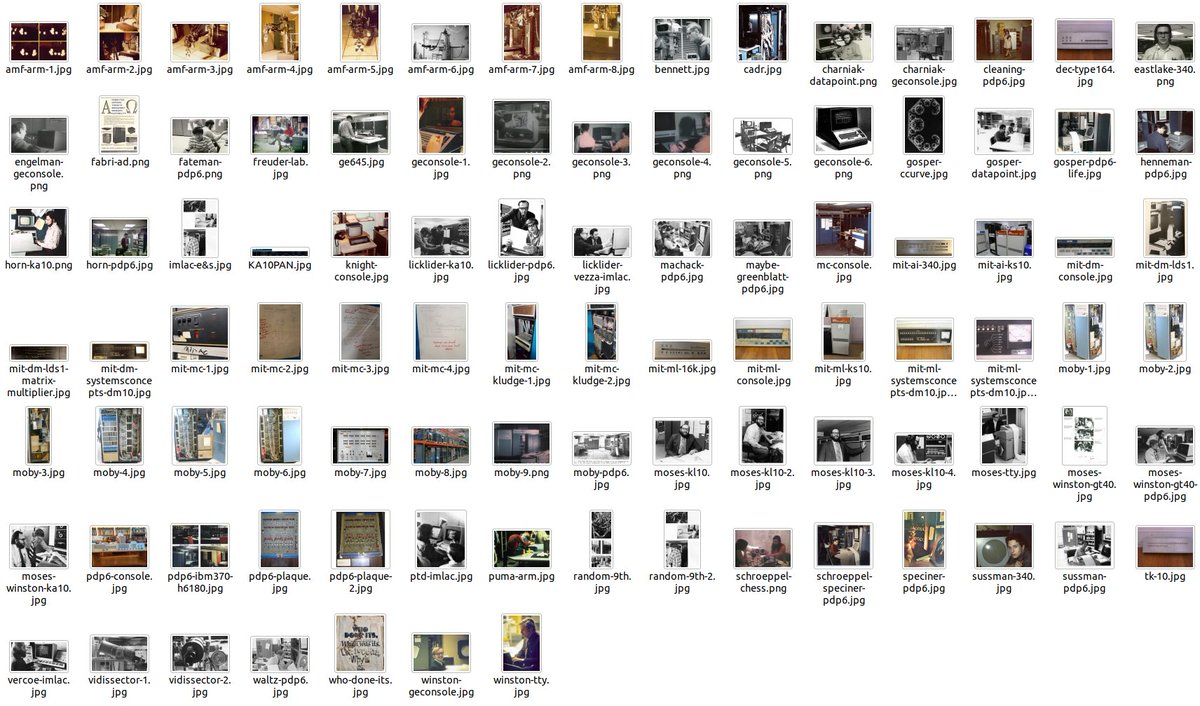 amf-arm-1.jpg
amf-arm-2.jpg
amf-arm-3.jpg
amf-arm-4.jpg
amf-arm-5.jpg
amf-arm-6.jpg
amf-arm-7.jpg
amf-arm-8.jpg
bennett.jpg
cadr.jpg
charniak-
datapoint.png
charniak-
geconsole.jpg
cleaning-
pdp6.jpg
dec-type164.
jpg
eastlake-340.
png
engelman-
geconsole.
png
fabri-ad.png
fateman-
pdp6.png
freuder-lab.
jpg
ge645.jpg
geconsole-1.
jpg
geconsole-2.
png
geconsole-3.
png
geconsole-4.
png
geconsole-5.
png
geconsole-6.
png
gosper-
ccurve.jpg
gosper-
datapoint.jpg
gosper-pdp6-
life.jpg
henneman-
pdp6.jpg
horn-ka10.png
horn-pdp6.jpg
imlac-e&s.jpg
KA10PAN.jpg
knight-
console.jpg
licklider-ka10.
jpg
licklider-pdp6.
jpg
licklider-
vezza-imlac.
jpg
machack-
pdp6.jpg
maybe-
greenblatt-
pdp6.jpg
mc-console.
jpg
mit-ai-340.jpg
mit-ai-ks10.
jpg
mit-dm-
console.jpg
mit-dm-lds1.
jpg
mit-dm-lds1-
matrix-
multiplier.jpg
mit-dm-
systemsconce
pts-dm10.jpg
mit-mc-1.jpg
mit-mc-2.jpg
mit-mc-3.jpg
mit-mc-4.jpg
mit-mc-
kludge-1.jpg
mit-mc-
kludge-2.jpg
mit-ml-16k.jpg
mit-ml-
console.jpg
mit-ml-ks10.
jpg
mit-ml-
systemsconce
pts-dm10.jp…
mit-ml-
systemsconce
pts-dm10.jp…
moby-1.jpg
moby-2.jpg
moby-3.jpg
moby-4.jpg
moby-5.jpg
moby-6.jpg
moby-7.jpg
moby-8.jpg
moby-9.png
moby-pdp6.
jpg
moses-kl10.
jpg
moses-kl10-2.
jpg
moses-kl10-3.
jpg
moses-kl10-4.
jpg
moses-tty.jpg
moses-
winston-gt40.
jpg
moses-
winston-gt40-
pdp6.jpg
moses-
winston-ka10.
jpg
pdp6-console.
jpg
pdp6-ibm370-
h6180.jpg
pdp6-plaque.
jpg
pdp6-plaque-
2.jpg
ptd-imlac.jpg
puma-arm.jpg
random-9th.
jpg
random-9th-2.
jpg
schroeppel-
chess.png
schroeppel-
speciner-
pdp6.jpg
speciner-
pdp6.jpg
sussman-340.
jpg
sussman-
pdp6.jpg
tk-10.jpg
vercoe-imlac.
jpg
vidissector-1.
jpg
vidissector-2.
jpg
waltz-pdp6.
jpg
WHO
DONE ITS,
who-done-its.
jpg
winston-
geconsole.jpg
winston-tty.
jpg